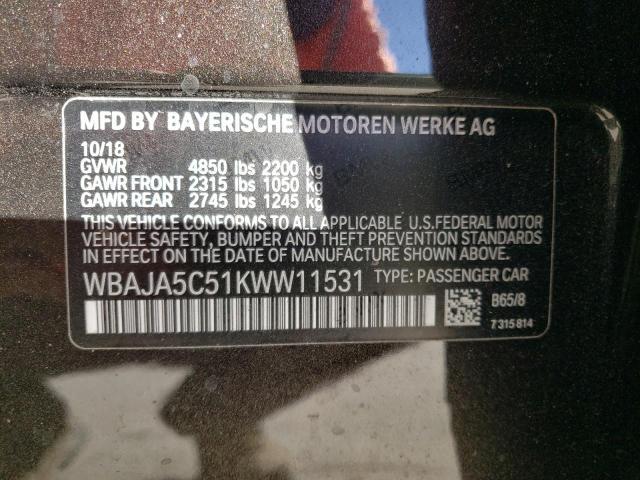 MFD BY BAYERISCHE MOTOREN WERKE AG
10/18
GVWR 4850 lbs 2200 kg
GAWR FRONT 2315 lbs 1050 kg
GAWR REAR 2745 lbs 1245 kg
THIS VEHICLE CONFORMS TO ALL APPLICABLE U.S.FEDERAL MOTOR
VEHICLE SAFETY, BUMPER AND THEFT PREVENTION STANDARDS
IN EFFECT ON THE DATE OF MANUFACTURE SHOWN ABOVE.
WBAJA5C51KWW11531 TYPE: PASSENGER CAR
B65/8
7 315 814